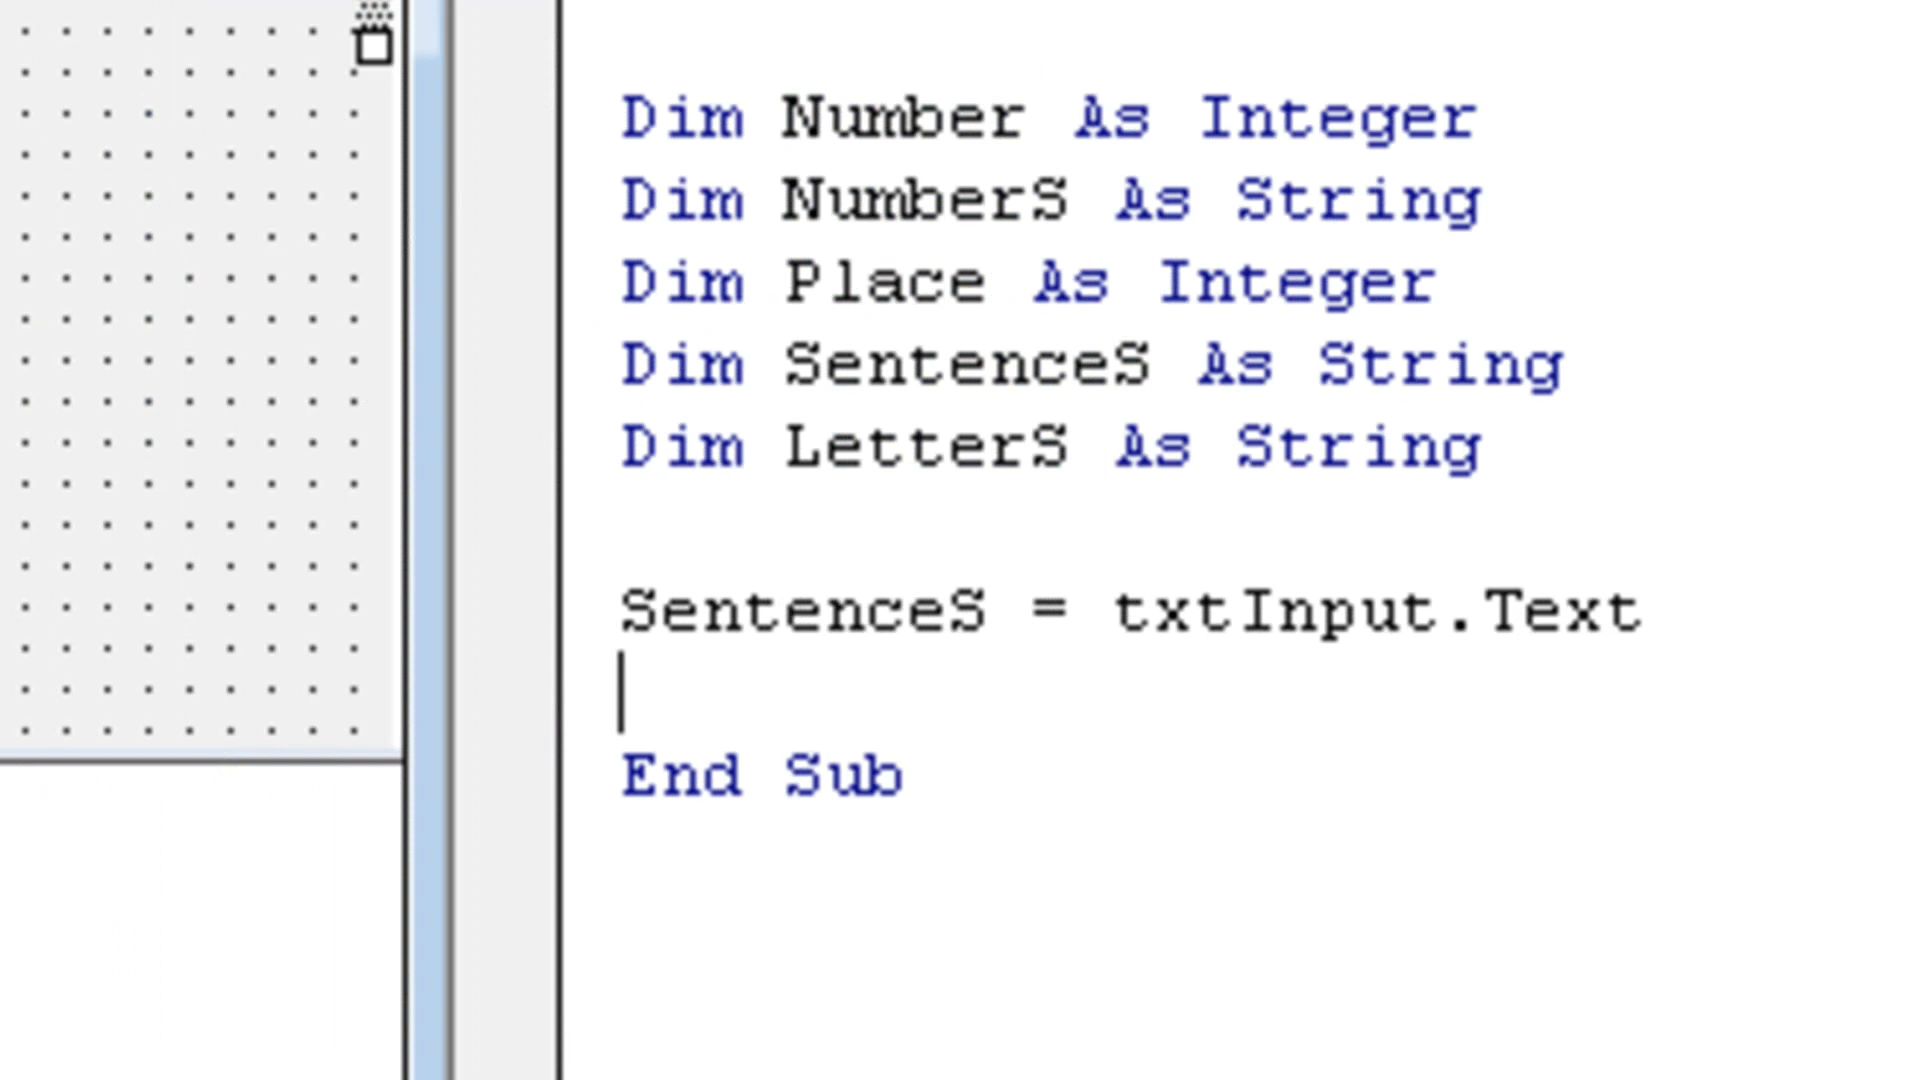 Dim Number As Integer
Dim NumberS As String
Dim Place As Integer
Dim SentenceS As String
Dim LetterS As String
SentenceS = txtInput.Text
End Sub